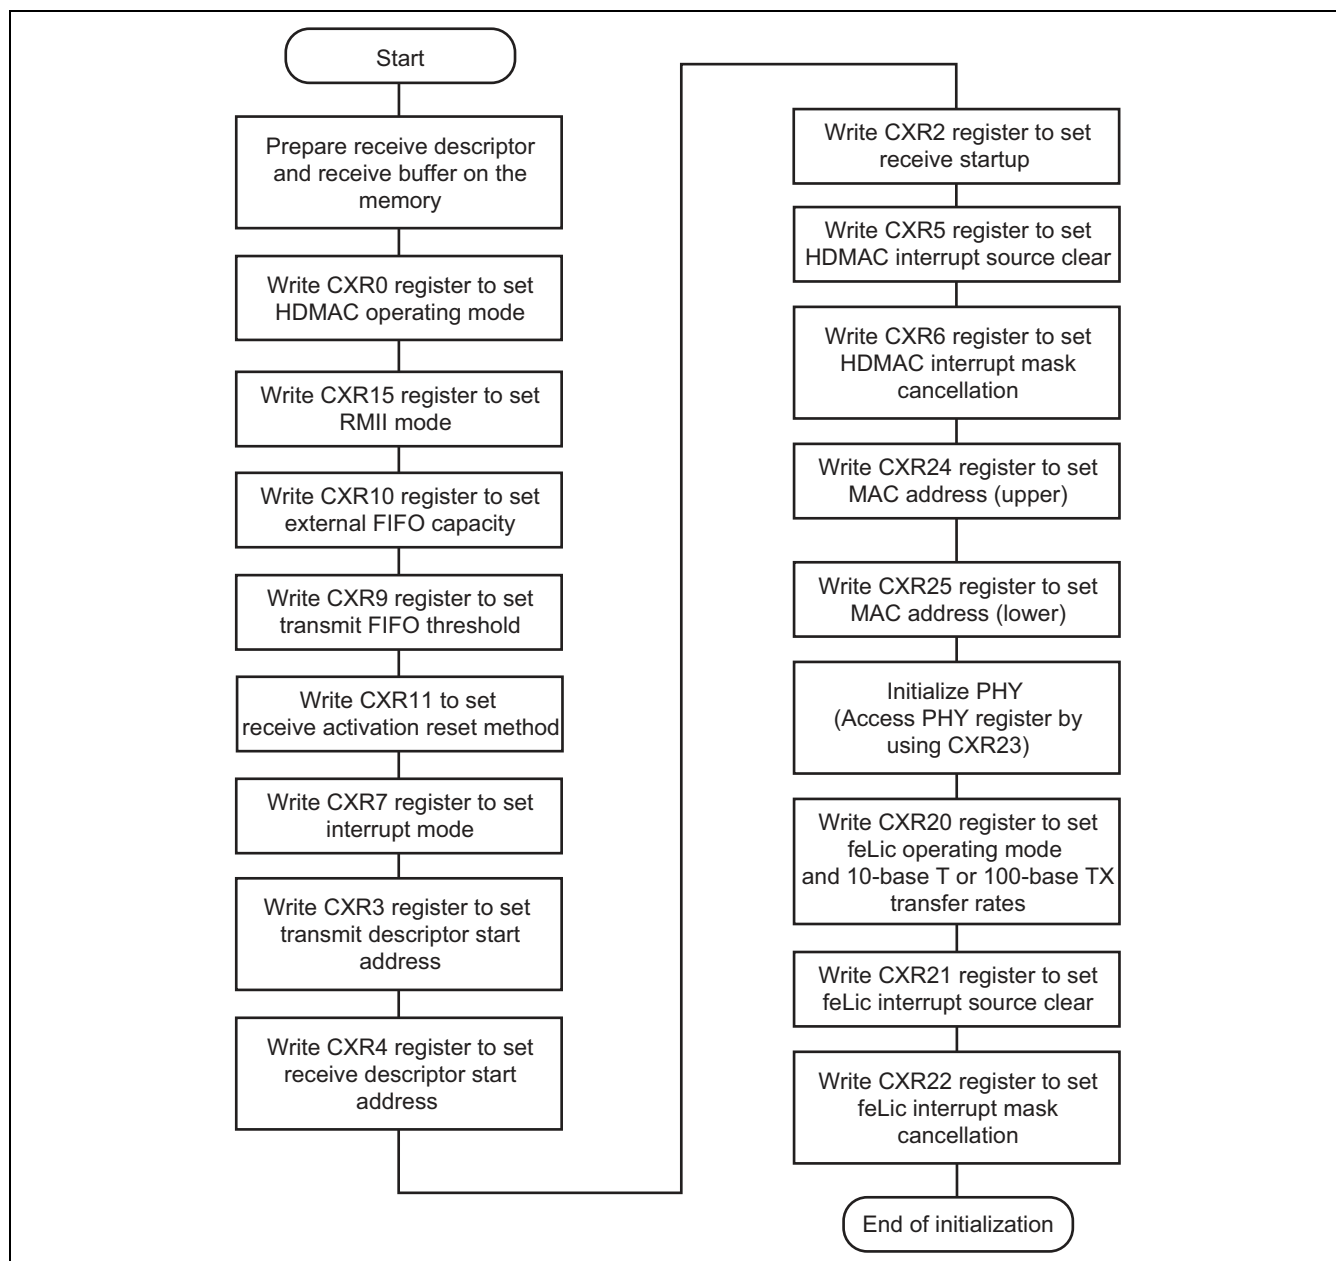 Start
Prepare receive descriptor
and receive buffer on the
memory
Write CXR0 register to set
HDMAC operating mode
Write CXR15 register to set
RMII mode
Write CXR10 register to set
external FIFO capacity
Write CXR9 register to set
transmit FIFO threshold
Write CXR11 to set
receive activation reset method
Write CXR7 register to set
interrupt mode
Write CXR3 register to set
transmit descriptor start
address
Write CXR4 register to set
receive descriptor start
address
Write CXR2 register to set
receive startup
Write CXR5 register to set
HDMAC interrupt source clear
Write CXR6 register to set
HDMAC interrupt mask
cancellation
Write CXR24 register to set
MAC address (upper)
Write CXR25 register to set
MAC address (lower)
Initialize PHY
(Access PHY register by
using CXR23)
Write CXR20 register to set
feLic operating mode
and 10-base T or 100-base TX
transfer rates
Write CXR21 register to set
feLic interrupt source clear
Write CXR22 register to set
feLic interrupt mask
cancellation
End of initialization